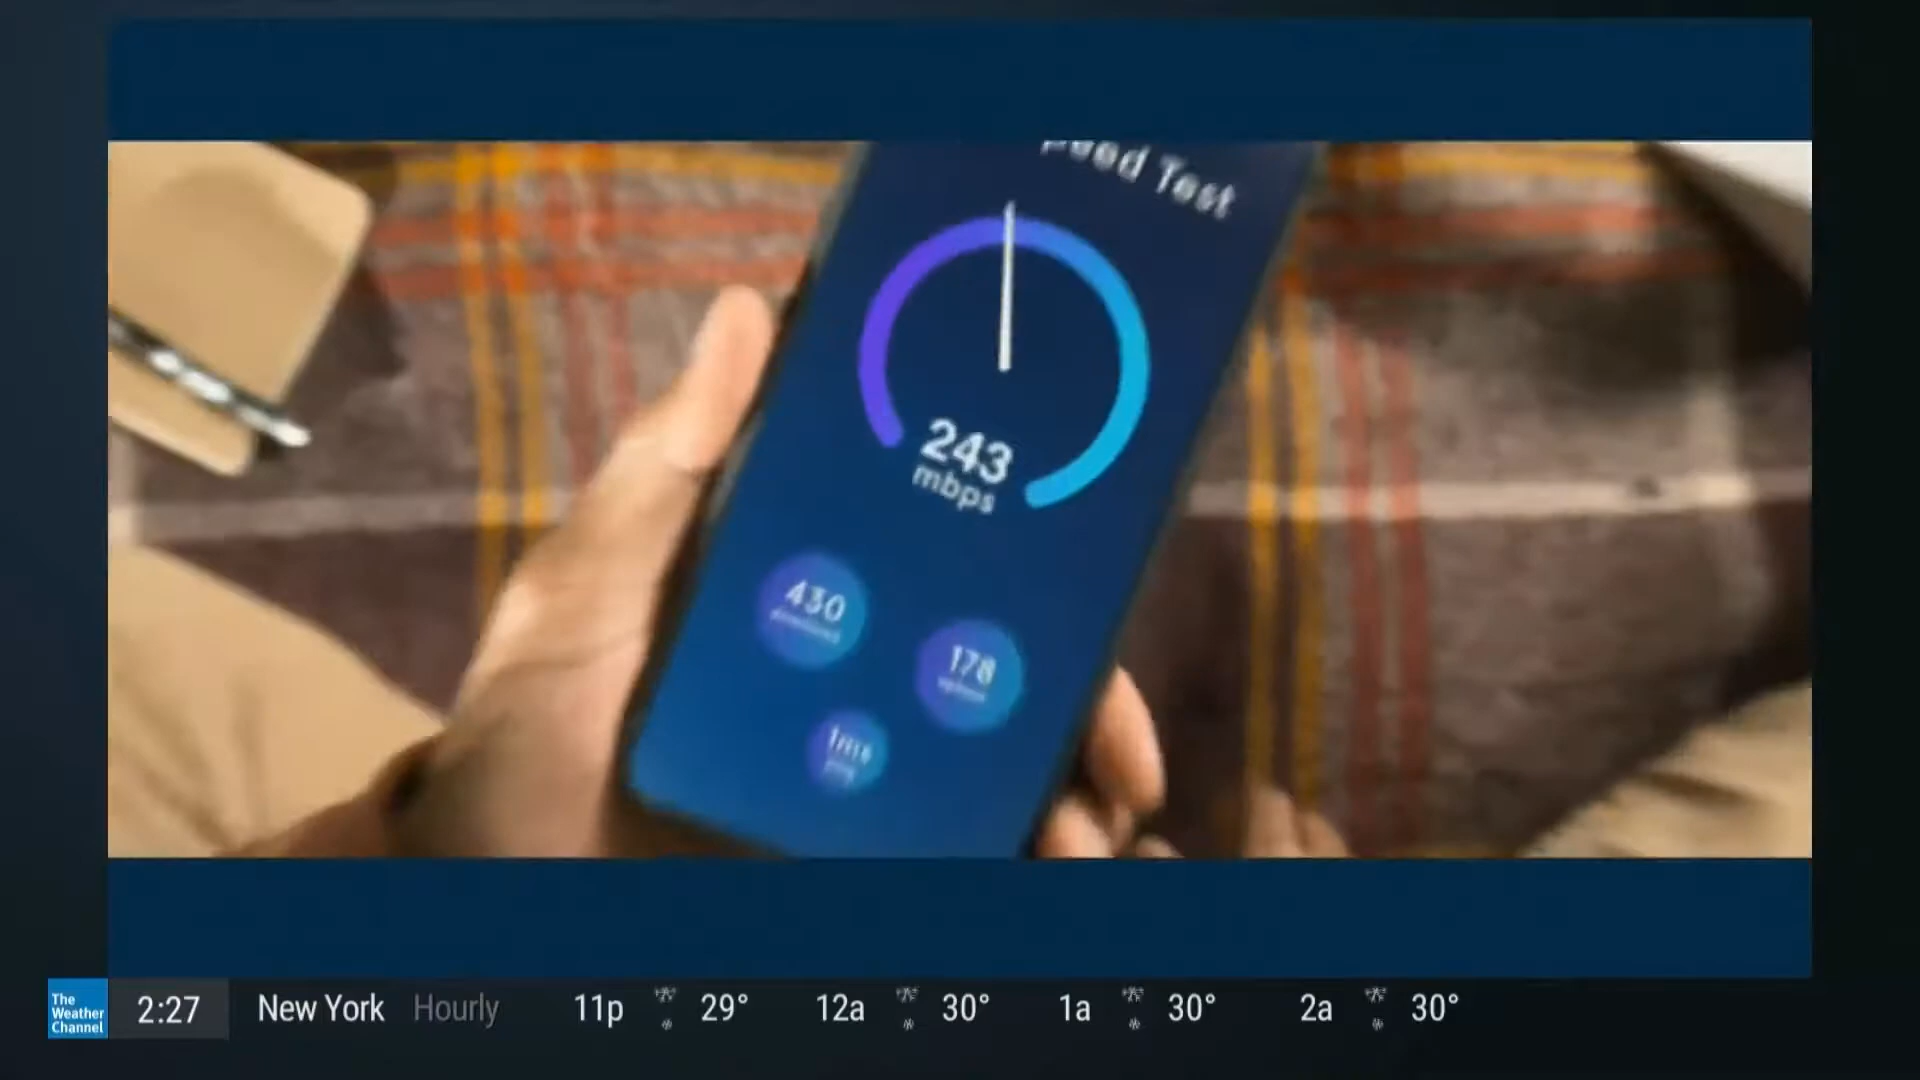 Test
243
mbps
430
178
The
Weather
Channel
2:27
New York Hourly 11p 29° 12a 30° 1a 30° 2a 30°